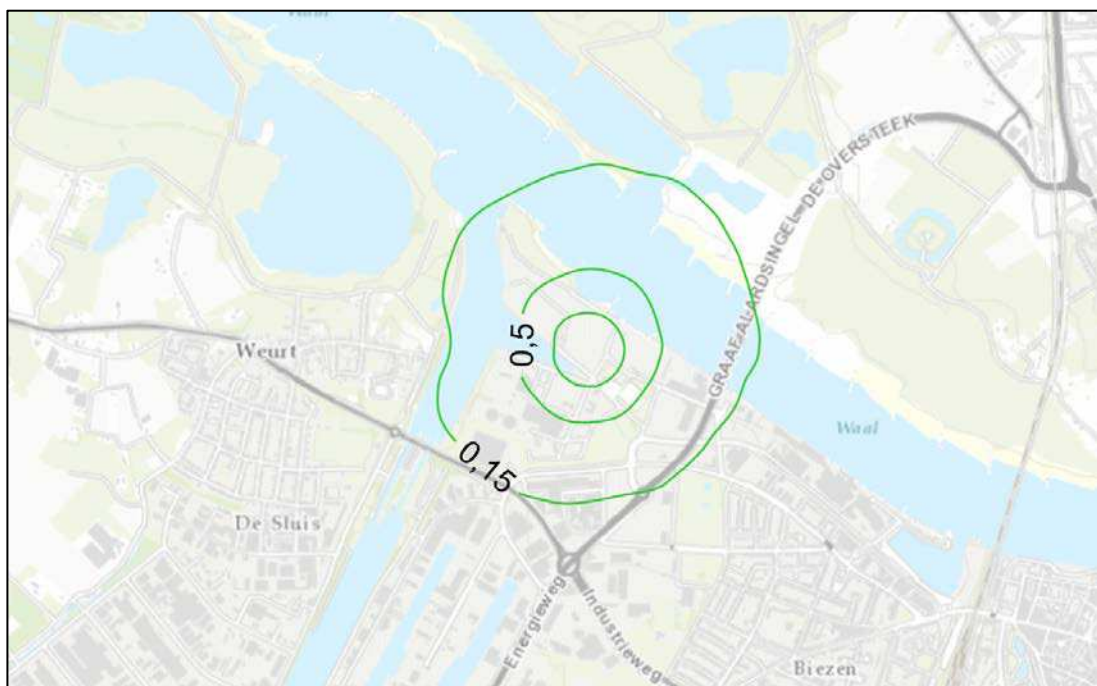 GRAAF ALARDSINGEL - DE OVERSTEEK
Weurt
0,5
Waal
0,15
De Sluis
Energieweg
Industrieweg
Biezen